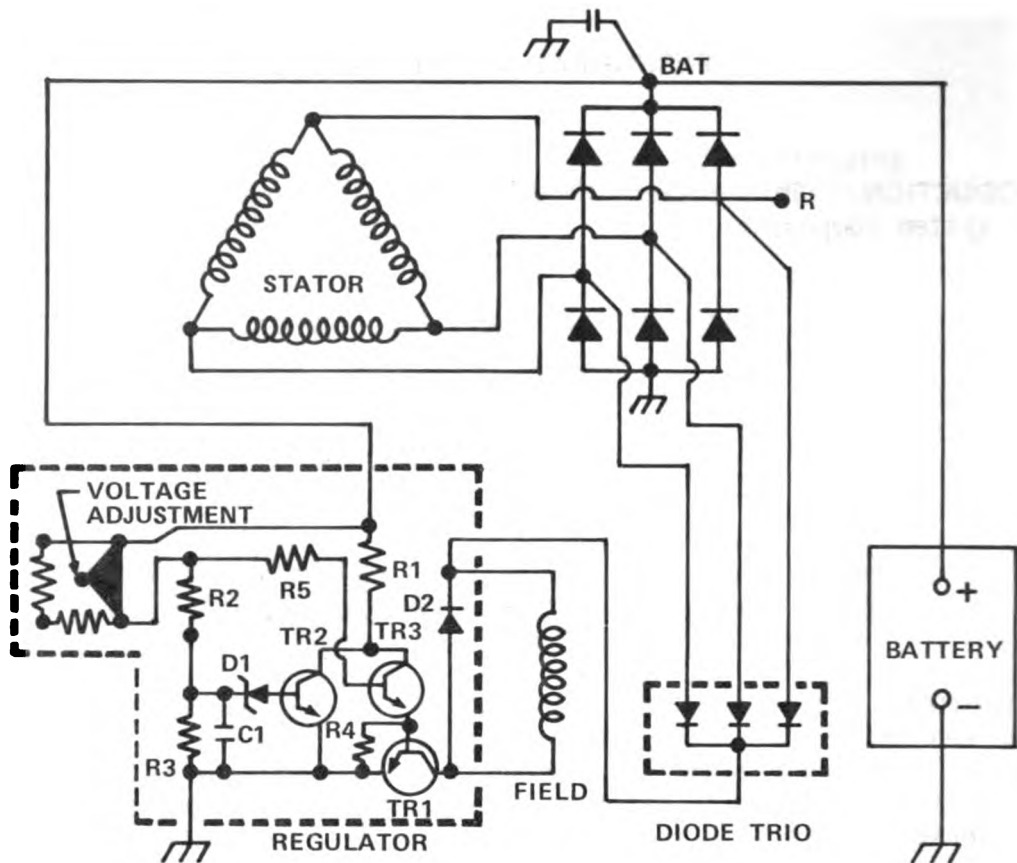 BAT
R
STATOR
VOLTAGE
ADJUSTMENT
R1
R5
R2
D2
TR2
TR3
D1
R4
C1
R3
TR1
FIELD
REGULATOR
DIODE TRIO
+
BATTERY
−